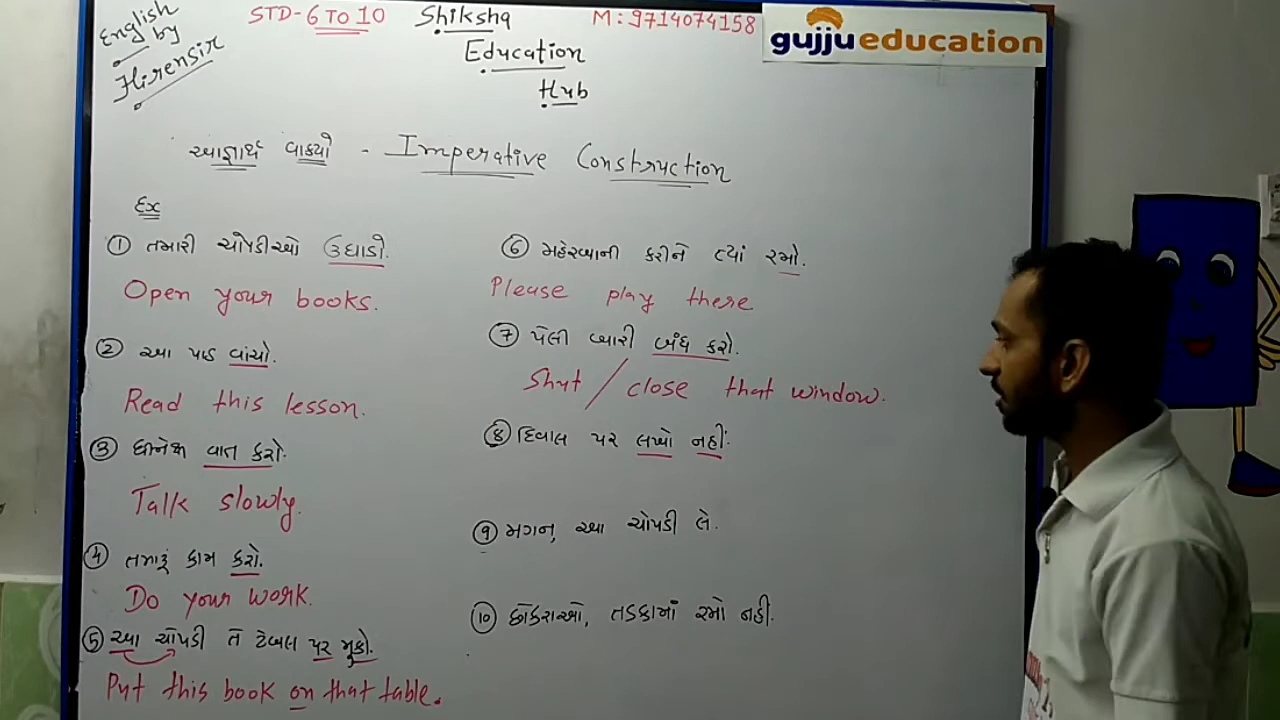 English by Hirensir
STD-6 To 10
Shiksha
Education
Hub
M: 9714074158
gujjueducation
આજ્ઞાર્થ વાક્યો - Imperative Construction
Ex
① તમારી ચોપડીઓ ઉઘાડો.
Open your books.
② આ પાઠ વાંચો.
Read this lesson.
③ ધીમેથી વાત કરો.
Talk slowly.
④ તમારૂં કામ કરો.
Do your work.
⑤ આ ચોપડી તે ટેબલ પર મૂકો.
Put this book on that table.
⑥ મહેરબાની કરીને ત્યાં રમો.
Please play there
⑦ પેલી બારી બંધ કરો.
Shut / close that window.
⑧ દિવાલ પર લખો નહીં.
⑨ મગન, આ ચોપડી લે.
⑩ છોકરાઓ, તડકામાં રમો નહી.